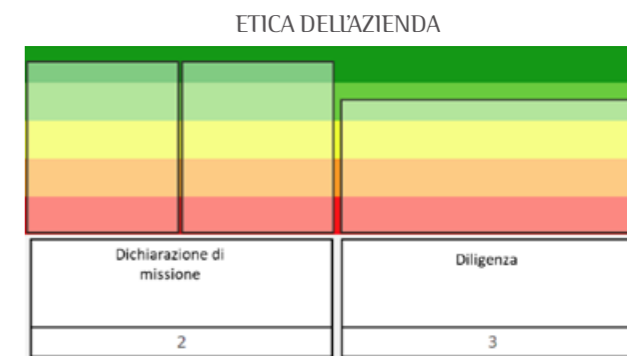 ETICA DELL'AZIENDA
Dichiarazione di
missione
Diligenza
2
3